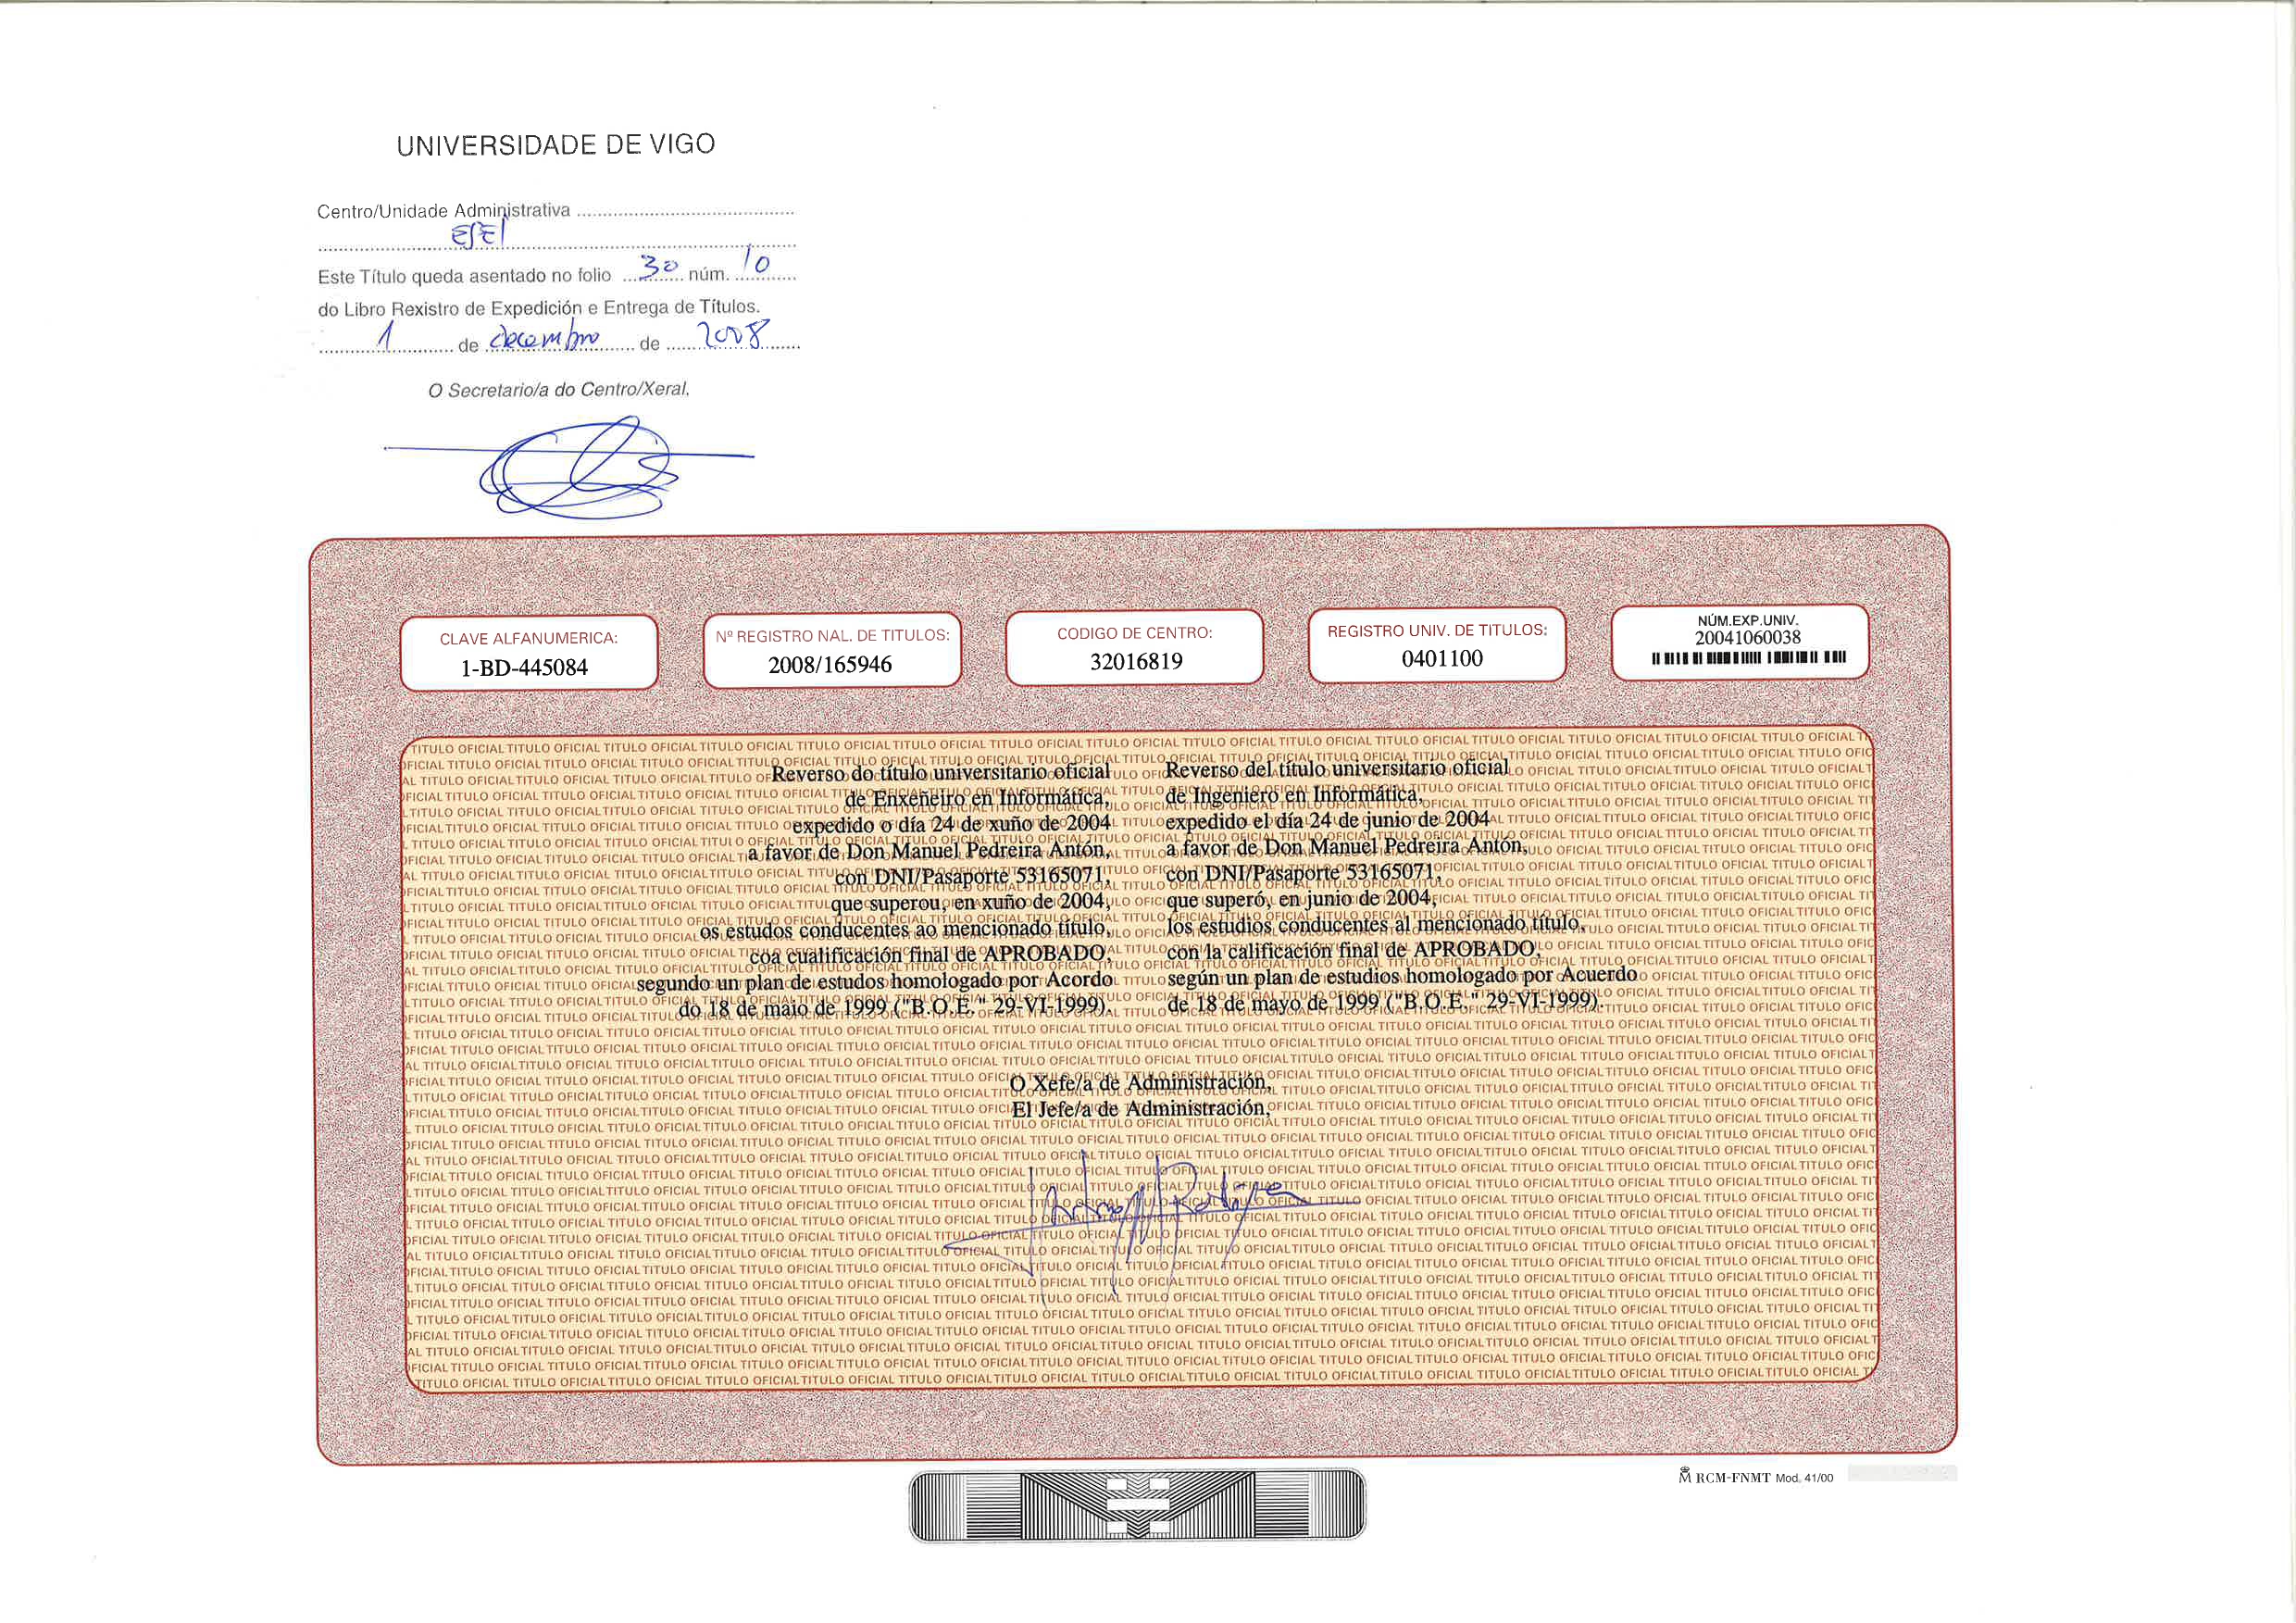 UNIVERSIDADE DE VIGO
Centro/Unidade Administrativa ..........................................
ESEI
Este Título queda asentado no folio 30 núm. 10
do Libro Rexistro de Expedición e Entrega de Títulos.
1 de decembro de 2008
O Secretario/a do Centro/Xeral,
CLAVE ALFANUMERICA:
1-BD-445084
Nº REGISTRO NAL. DE TITULOS:
2008/165946
CODIGO DE CENTRO:
32016819
REGISTRO UNIV. DE TITULOS:
0401100
NÚM.EXP.UNIV.
20041060038
Reverso do título universitario oficial
de Enxeñeiro en Informática,
expedido o día 24 de xuño de 2004
a favor de Don Manuel Pedreira Antón,
con DNI/Pasaporte 53165071,
que superou, en xuño de 2004,
os estudos conducentes ao mencionado título,
coa cualificación final de APROBADO,
segundo un plan de estudos homologado por Acordo
do 18 de maio de 1999 ("B.O.E." 29-VI-1999).
Reverso del título universitario oficial
de Ingeniero en Informática,
expedido el día 24 de junio de 2004
a favor de Don Manuel Pedreira Antón,
con DNI/Pasaporte 53165071,
que superó, en junio de 2004,
los estudios conducentes al mencionado título,
con la calificación final de APROBADO,
según un plan de estudios homologado por Acuerdo
de 18 de mayo de 1999 ("B.O.E." 29-VI-1999).
O Xefe/a de Administración,
El Jefe/a de Administración,
RCM-FNMT Mod. 41/00